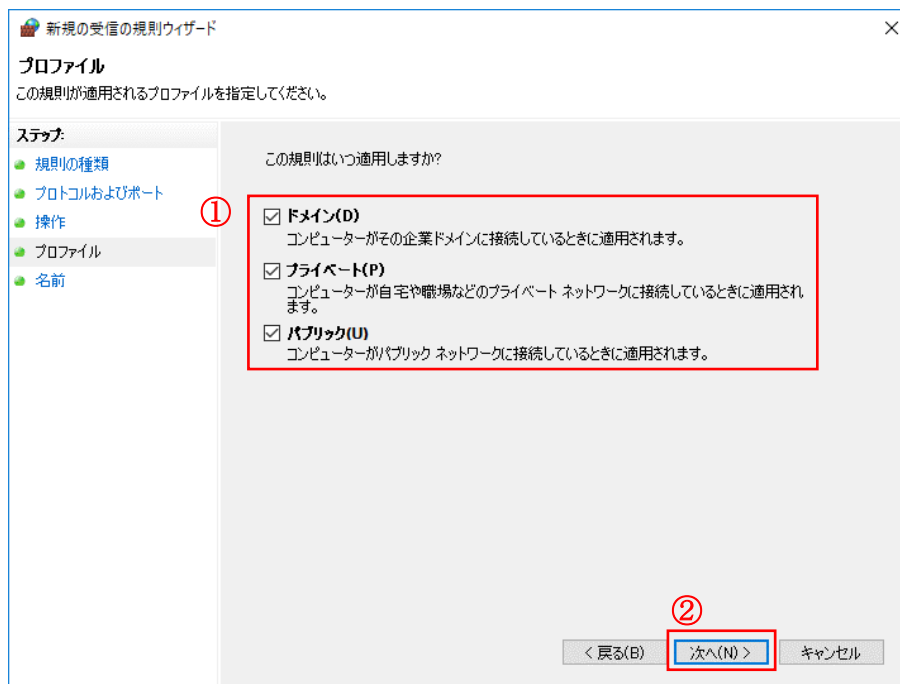 新規の受信の規則ウィザード
プロファイル
この規則が適用されるプロファイルを指定してください。
ステップ:
規則の種類
プロトコルおよびポート
操作
プロファイル
名前
この規則はいつ適用しますか?
①
ドメイン(D)
コンピューターがその企業ドメインに接続しているときに適用されます。
プライベート(P)
コンピューターが自宅や職場などのプライベート ネットワークに接続しているときに適用され
ます。
パブリック(U)
コンピューターがパブリック ネットワークに接続しているときに適用されます。
②
< 戻る(B)
次へ(N) >
キャンセル